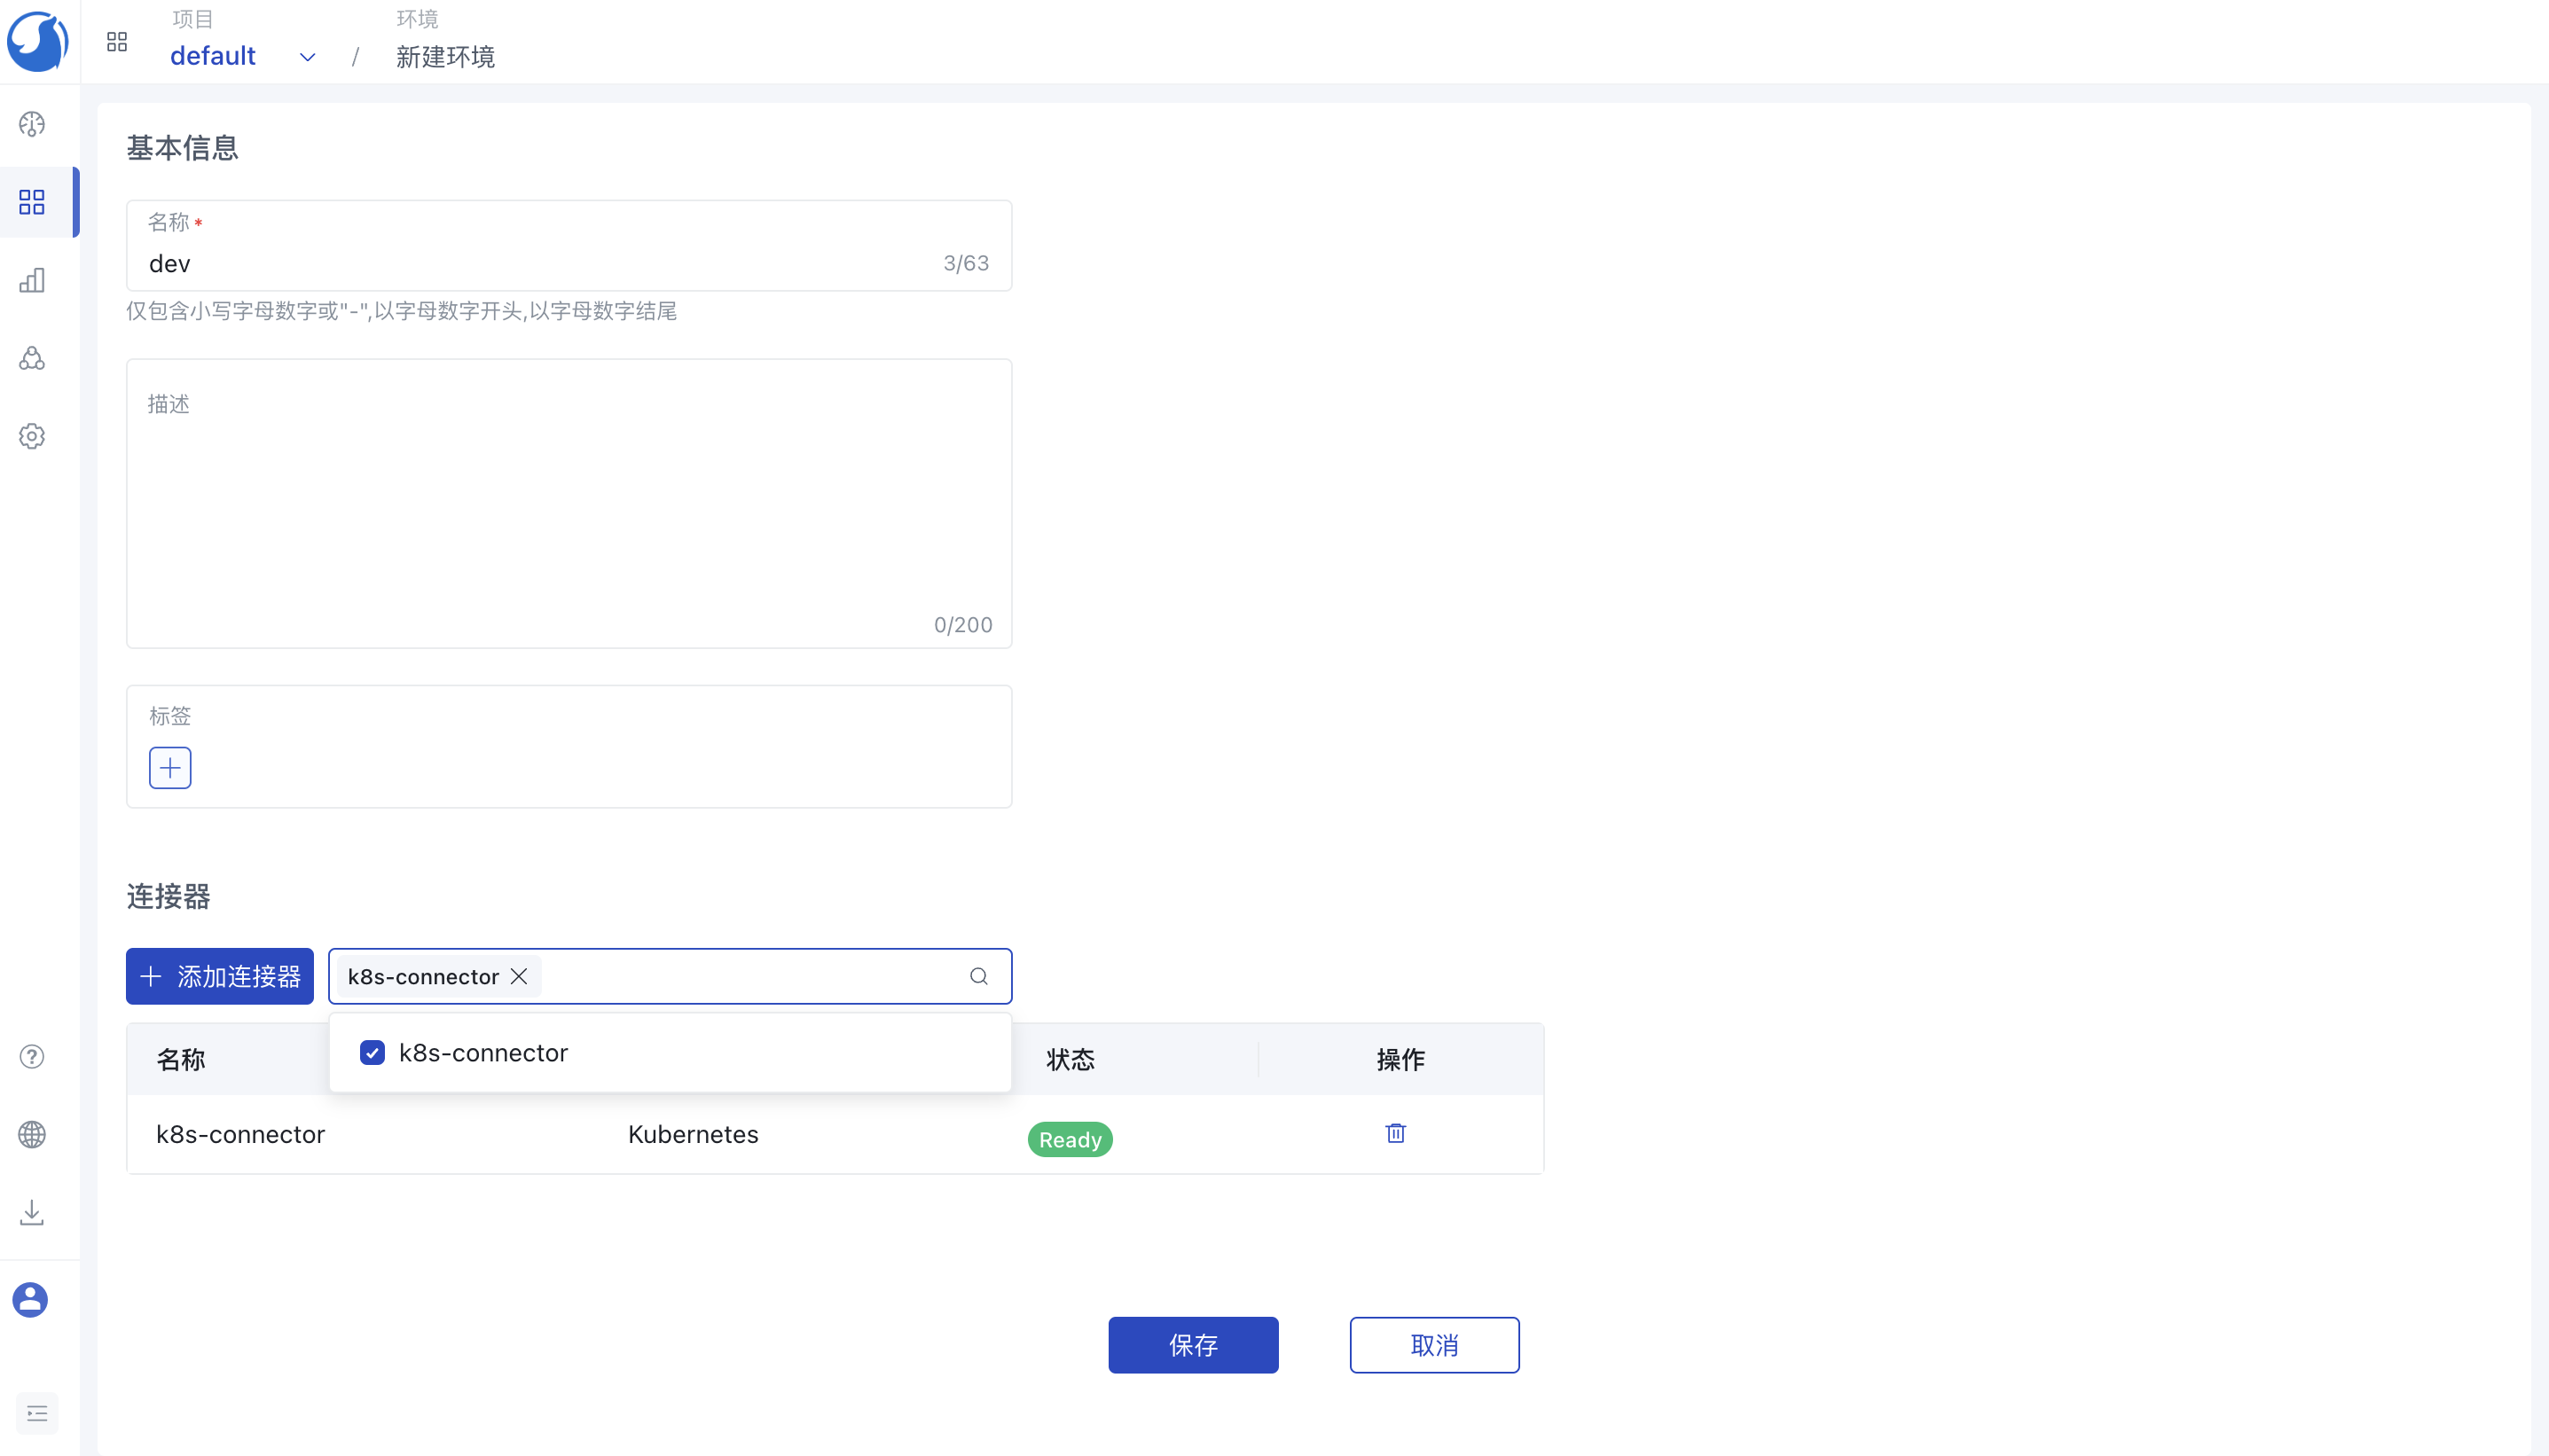 项目
default
/
环境
新建环境
基本信息
名称 *
dev
3/63
仅包含小写字母数字或"-",以字母数字开头,以字母数字结尾
描述
0/200
标签
连接器
添加连接器
k8s-connector
k8s-connector
名称
状态
操作
k8s-connector
Kubernetes
Ready
保存
取消